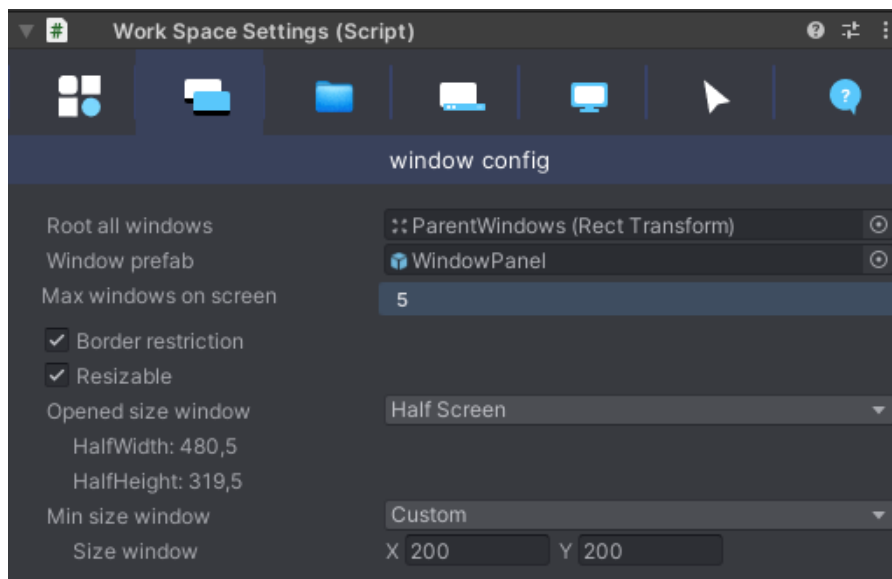 # Work Space Settings (Script)
?
window config
Root all windows ParentWindows (Rect Transform)
Window prefab WindowPanel
Max windows on screen 5
Border restriction
Resizable
Opened size window Half Screen
HalfWidth: 480,5
HalfHeight: 319,5
Min size window Custom
Size window X 200 Y 200